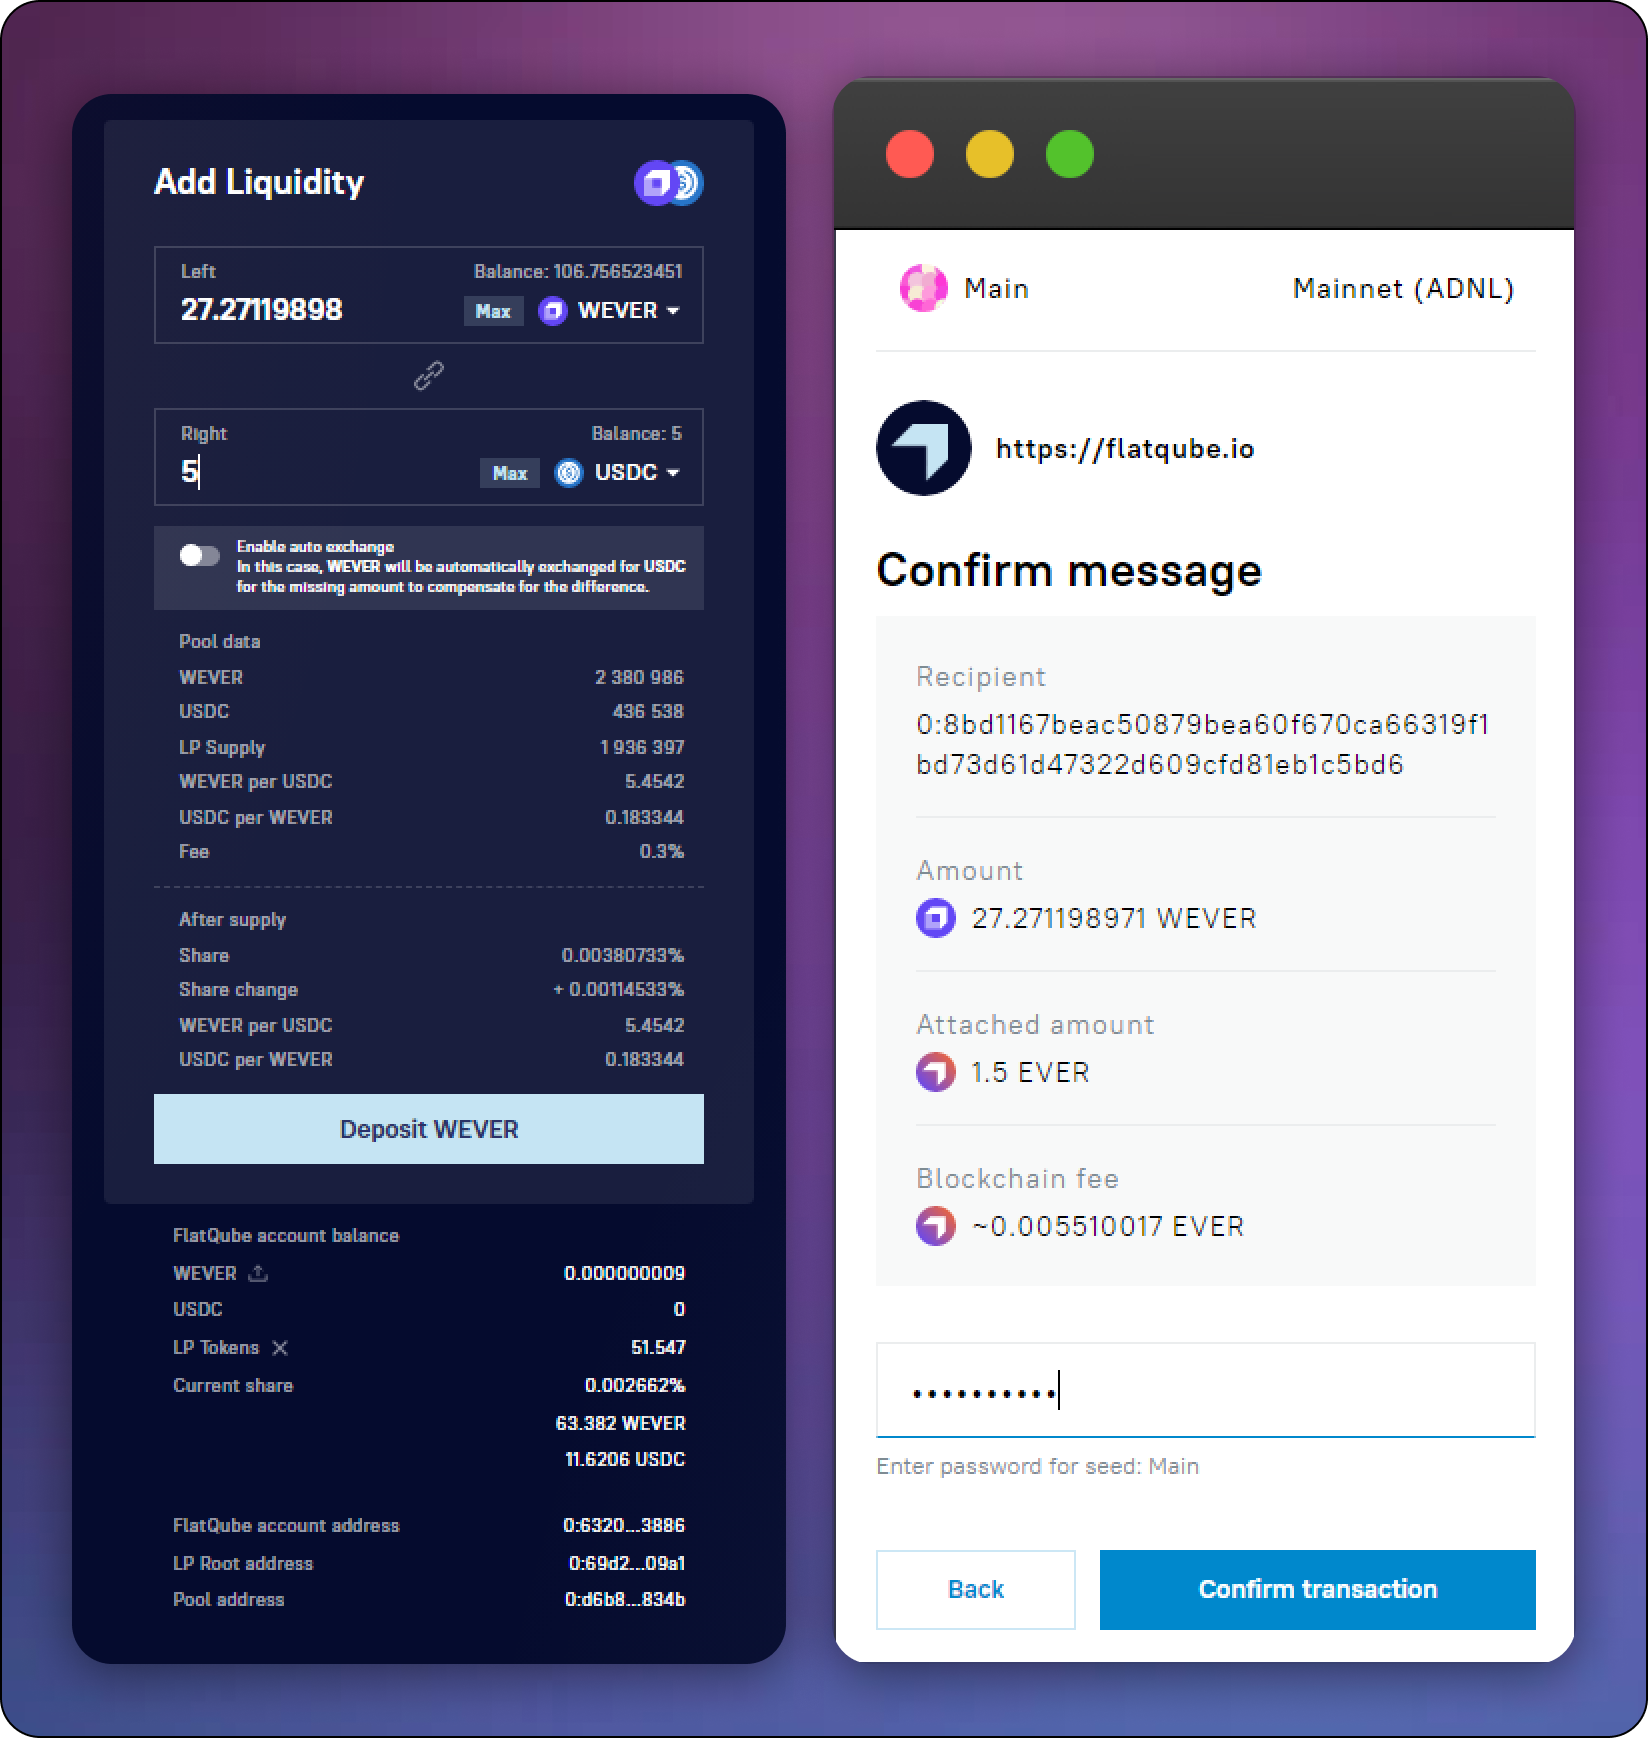 Add Liquidity
Left Balance: 106.756523451
27.27119898 Max WEVER
Right Balance: 5
5 Max USDC
Enable auto exchange
In this case, WEVER will be automatically exchanged for USDC
for the missing amount to compensate for the difference.
Pool data
WEVER 2 380 986
USDC 436 538
LP Supply 1 936 397
WEVER per USDC 5.4542
USDC per WEVER 0.183344
Fee 0.3%
After supply
Share 0.00380733%
Share change + 0.00114533%
WEVER per USDC 5.4542
USDC per WEVER 0.183344
Deposit WEVER
FlatQube account balance
WEVER 0.000000009
USDC 0
LP Tokens 51.547
Current share 0.002662%
63.382 WEVER
11.6206 USDC
FlatQube account address 0:6320...3886
LP Root address 0:69d2...09a1
Pool address 0:d6b8...834b
Main Mainnet (ADNL)
https://flatqube.io
Confirm message
Recipient
0:8bd1167beac50879bea60f670ca66319f1
bd73d61d47322d609cfd81eb1c5bd6
Amount
27.271198971 WEVER
Attached amount
1.5 EVER
Blockchain fee
~0.005510017 EVER
••••••••••
Enter password for seed: Main
Back Confirm transaction